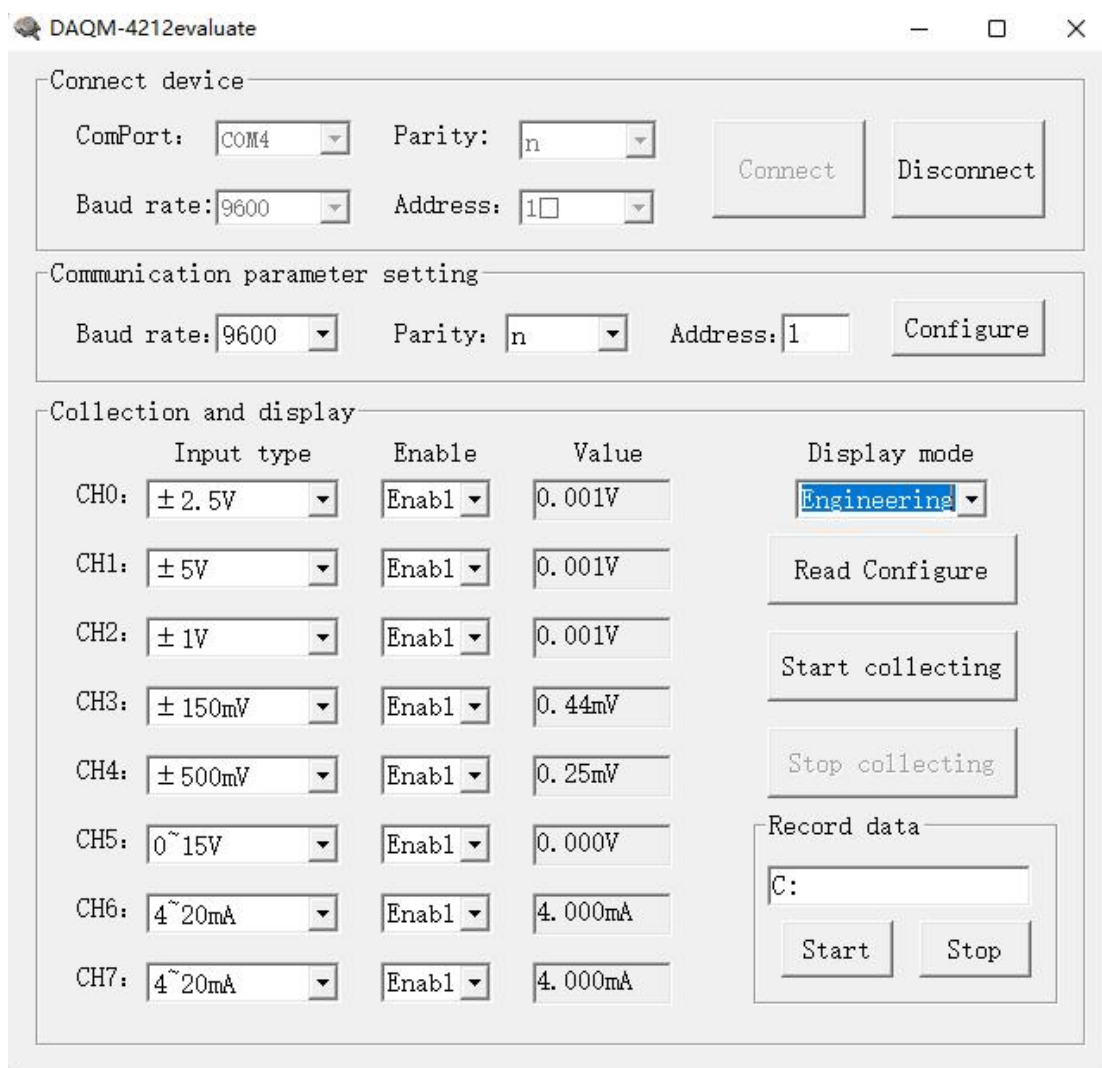 DAQM-4212evaluate
Connect device
ComPort: COM4 Parity: n Connect Disconnect
Baud rate: 9600 Address: 1□
Communication parameter setting
Baud rate: 9600 Parity: n Address: 1 Configure
Collection and display
Input type Enable Value Display mode
CH0: ±2.5V Enabl 0.001V Engineering
CH1: ±5V Enabl 0.001V Read Configure
CH2: ±1V Enabl 0.001V
Start collecting
CH3: ±150mV Enabl 0.44mV
CH4: ±500mV Enabl 0.25mV Stop collecting
Record data
CH5: 0~15V Enabl 0.000V
C:
CH6: 4~20mA Enabl 4.000mA
Start Stop
CH7: 4~20mA Enabl 4.000mA